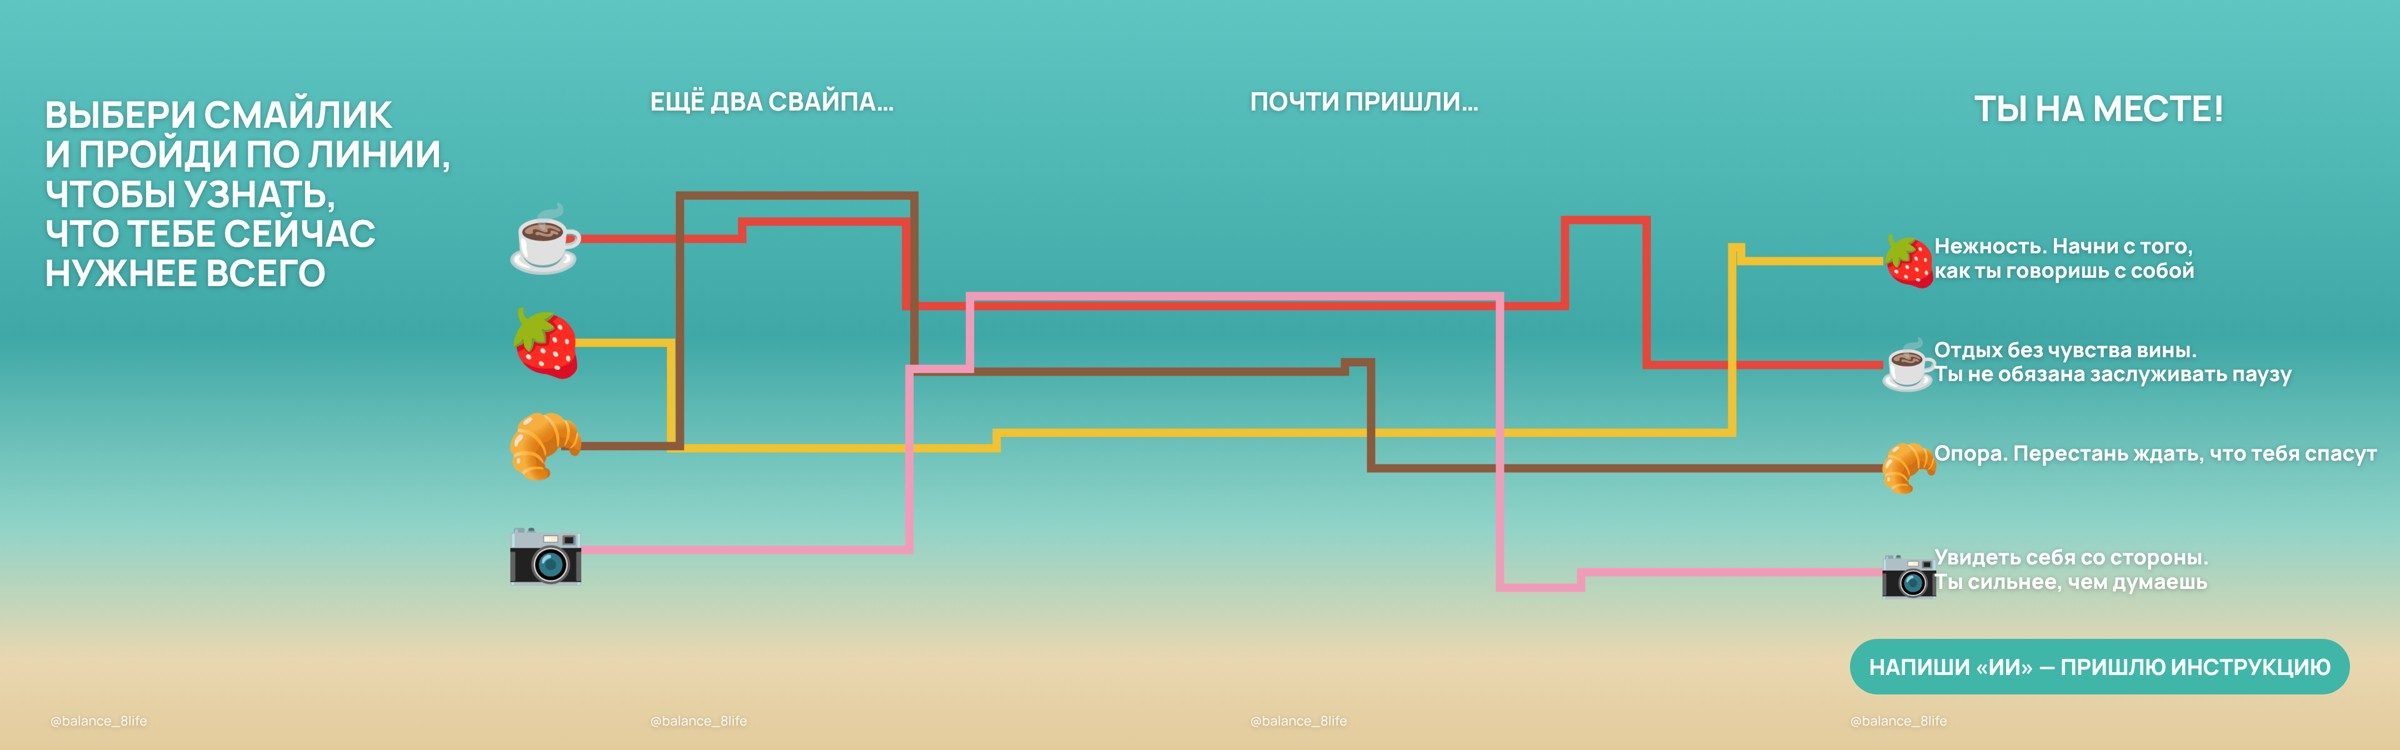 ВЫБЕРИ СМАЙЛИК
И ПРОЙДИ ПО ЛИНИИ,
ЧТОБЫ УЗНАТЬ,
ЧТО ТЕБЕ СЕЙЧАС
НУЖНЕЕ ВСЕГО
ЕЩЁ ДВА СВАЙПА...
ПОЧТИ ПРИШЛИ...
ТЫ НА МЕСТЕ!
Нежность. Начни с того,
как ты говоришь с собой
Отдых без чувства вины.
Ты не обязана заслуживать паузу
Опора. Перестань ждать, что тебя спасут
Увидеть себя со стороны.
Ты сильнее, чем думаешь
НАПИШИ «ИИ» — ПРИШЛЮ ИНСТРУКЦИЮ
@balance_8life
@balance_8life
@balance_8life
@balance_8life